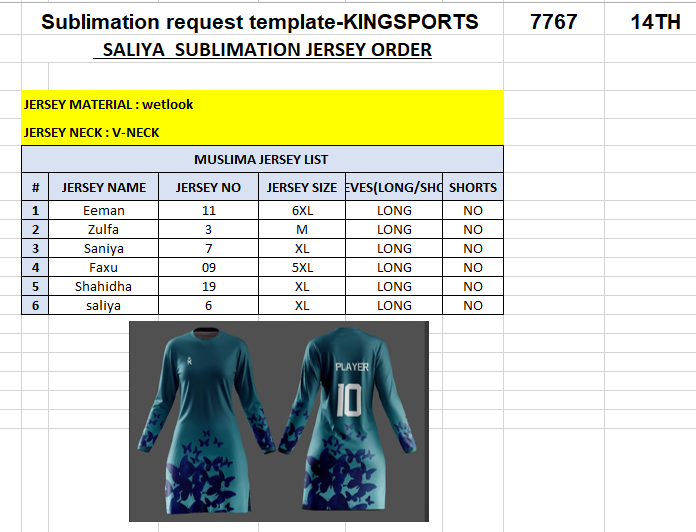 Sublimation request template-KINGSPORTS 7767 14TH
SALIYA SUBLIMATION JERSEY ORDER
JERSEY MATERIAL : wetlook
JERSEY NECK : V-NECK
MUSLIMA JERSEY LIST
# JERSEY NAME JERSEY NO JERSEY SIZE EVES(LONG/SHO SHORTS
1 Eeman 11 6XL LONG NO
2 Zulfa 3 M LONG NO
3 Saniya 7 XL LONG NO
4 Faxu 09 5XL LONG NO
5 Shahidha 19 XL LONG NO
6 saliya 6 XL LONG NO
PLAYER
10